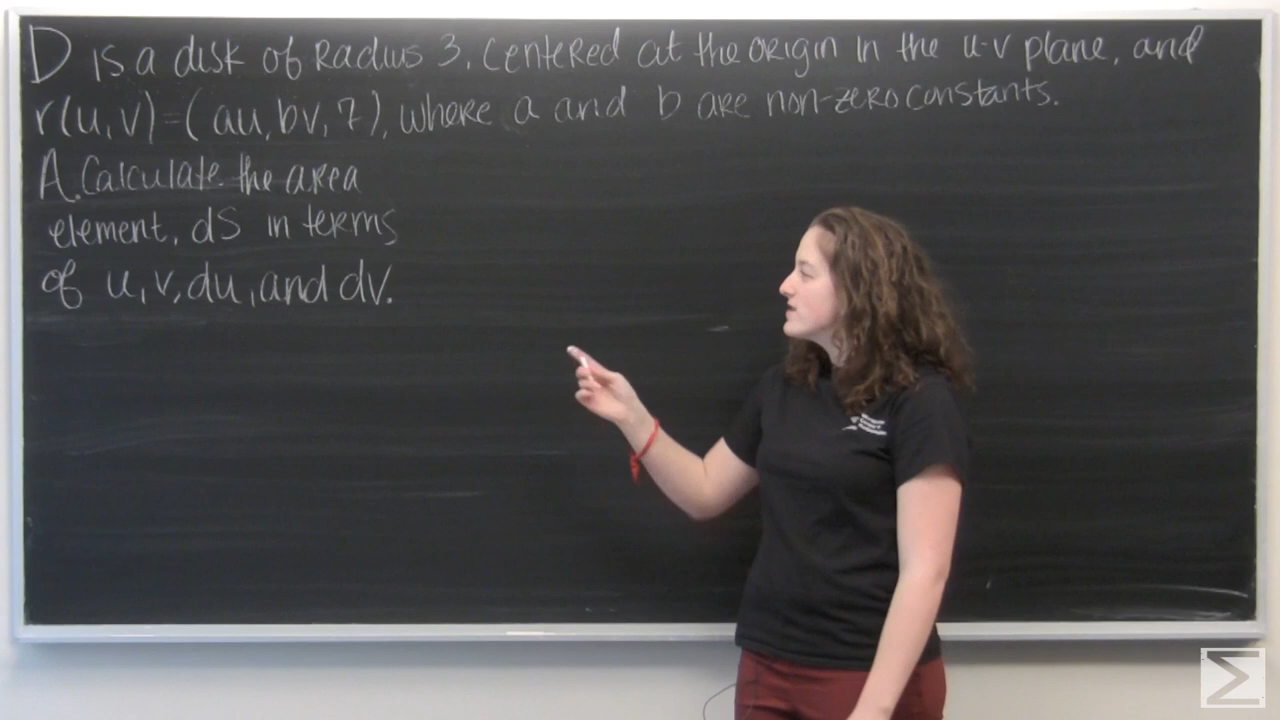 D is a disk of Radius 3, centered at the origin in the u-v plane, and
r(u,v)=(au,bv,7), where a and b are non-zero constants.
A. Calculate the area
element, dS in terms
of u,v,du,and dv.
Σ